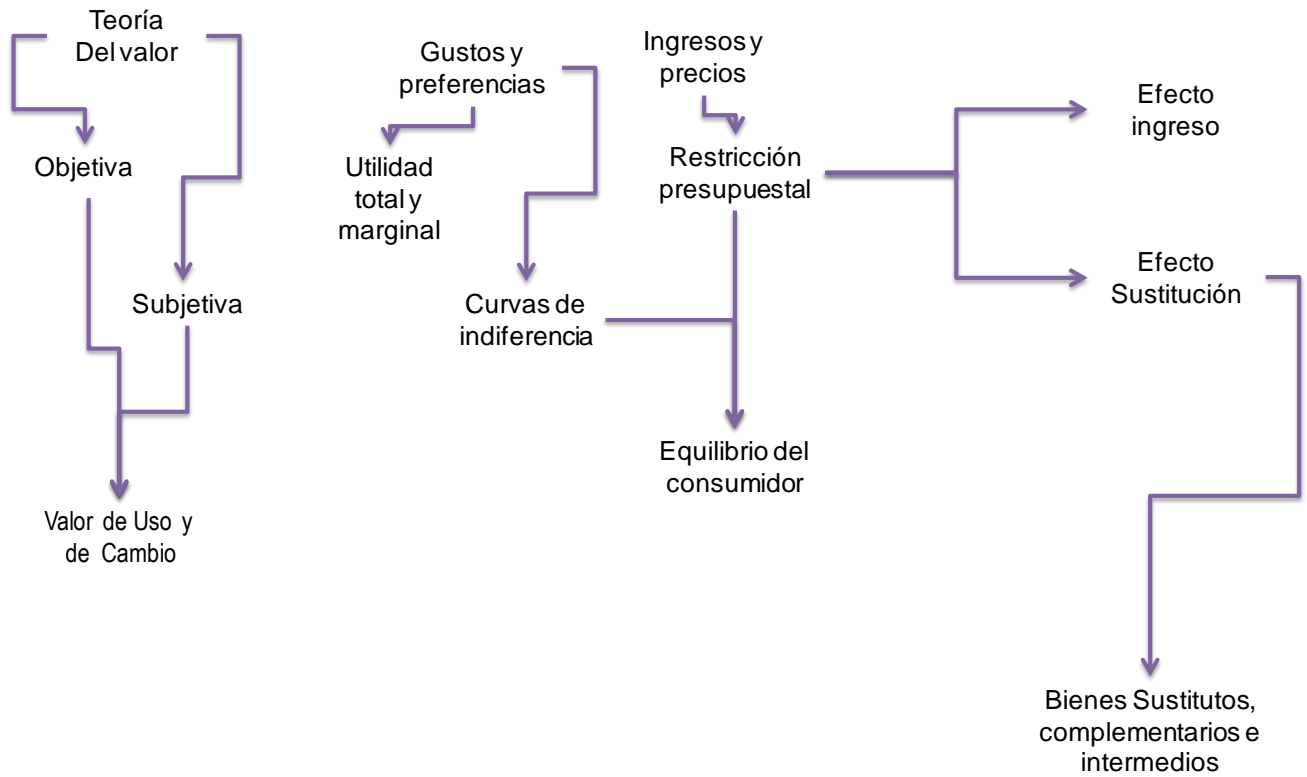 Teoría
Del valor
Objetiva
Subjetiva
Valor de Uso y
de Cambio
Gustos y
preferencias
Utilidad
total y
marginal
Curvas de
indiferencia
Ingresos y
precios
Restricción
presupuestal
Equilibrio del
consumidor
Efecto
ingreso
Efecto
Sustitución
Bienes Sustitutos,
complementarios e
intermedios